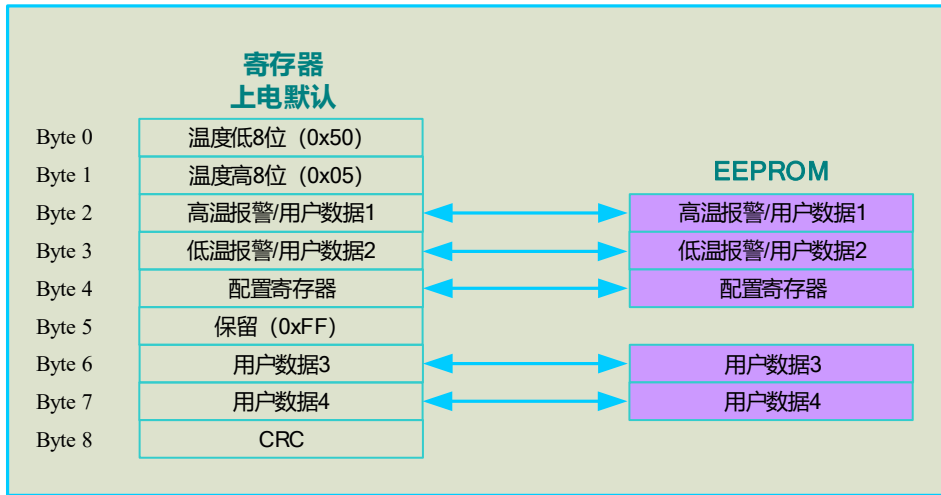 寄存器
上电默认
Byte 0 温度低8位（0x50）
Byte 1 温度高8位（0x05） EEPROM
Byte 2 高温报警/用户数据1 高温报警/用户数据1
Byte 3 低温报警/用户数据2 低温报警/用户数据2
Byte 4 配置寄存器 配置寄存器
Byte 5 保留（0xFF）
Byte 6 用户数据3 用户数据3
Byte 7 用户数据4 用户数据4
Byte 8 CRC